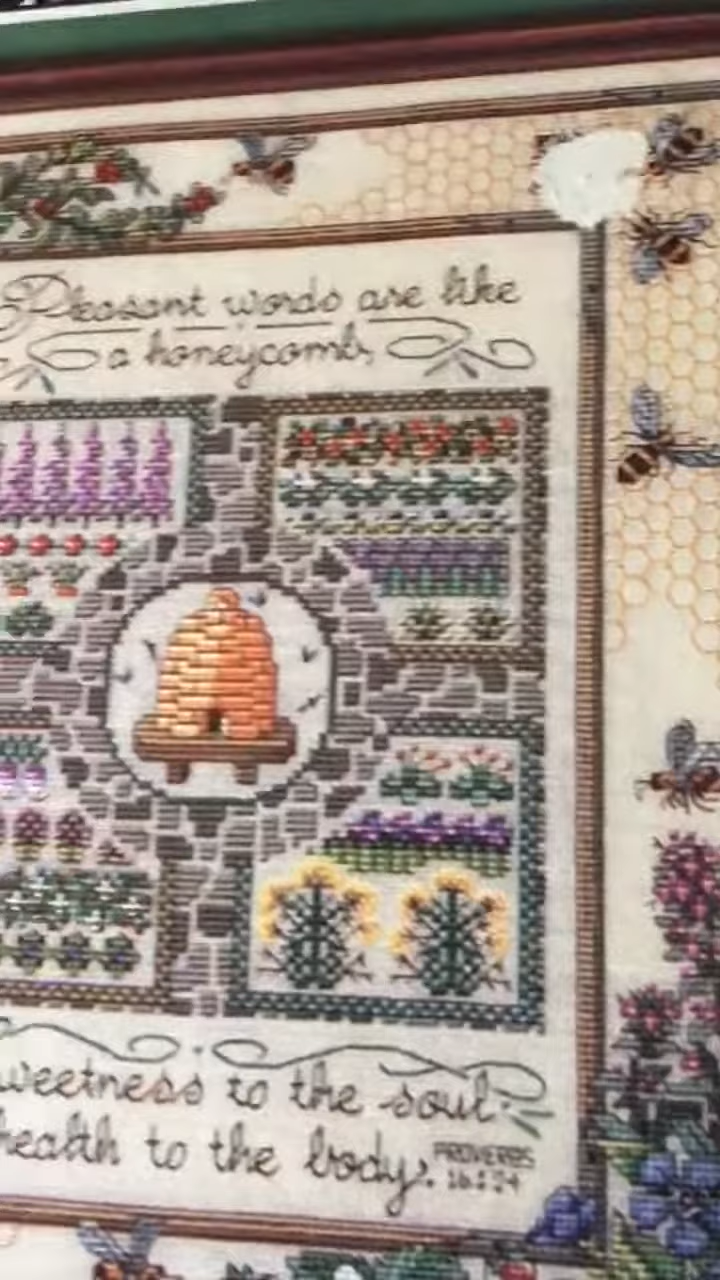 Pleasant words are like
a honeycomb,
weetness to the soul
health to the body.
PROVERBS
16:24